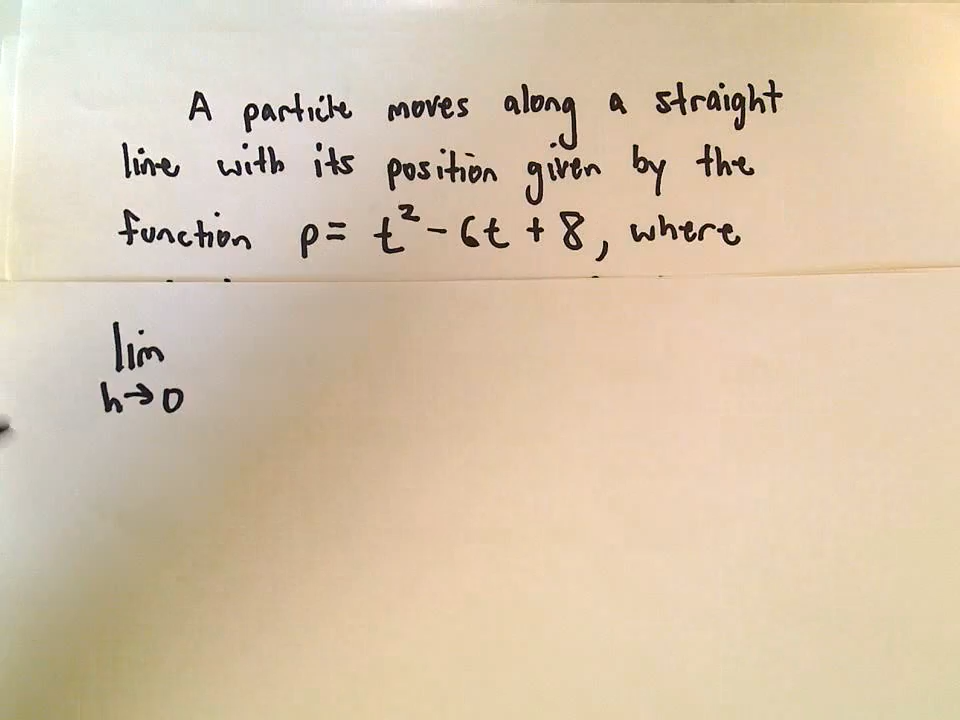 A particle moves along a straight
line with its position given by the
function p = t² - 6t + 8, where
lim
h→0